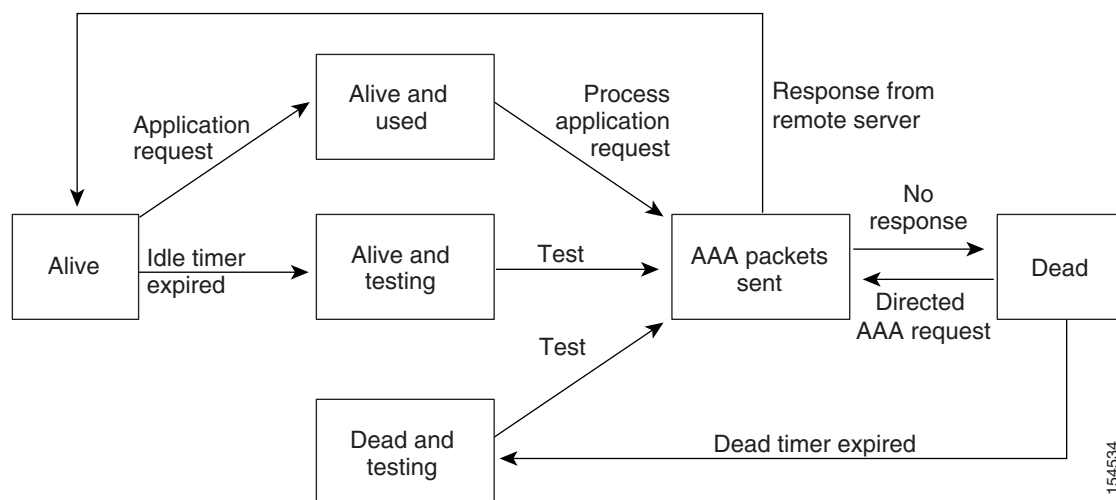 Alive and
used
Application
request
Process
application
request
Response from
remote server
Alive
Idle timer
expired
Alive and
testing
Test
AAA packets
sent
No
response
Directed
AAA request
Dead
Test
Dead and
testing
Dead timer expired
154534